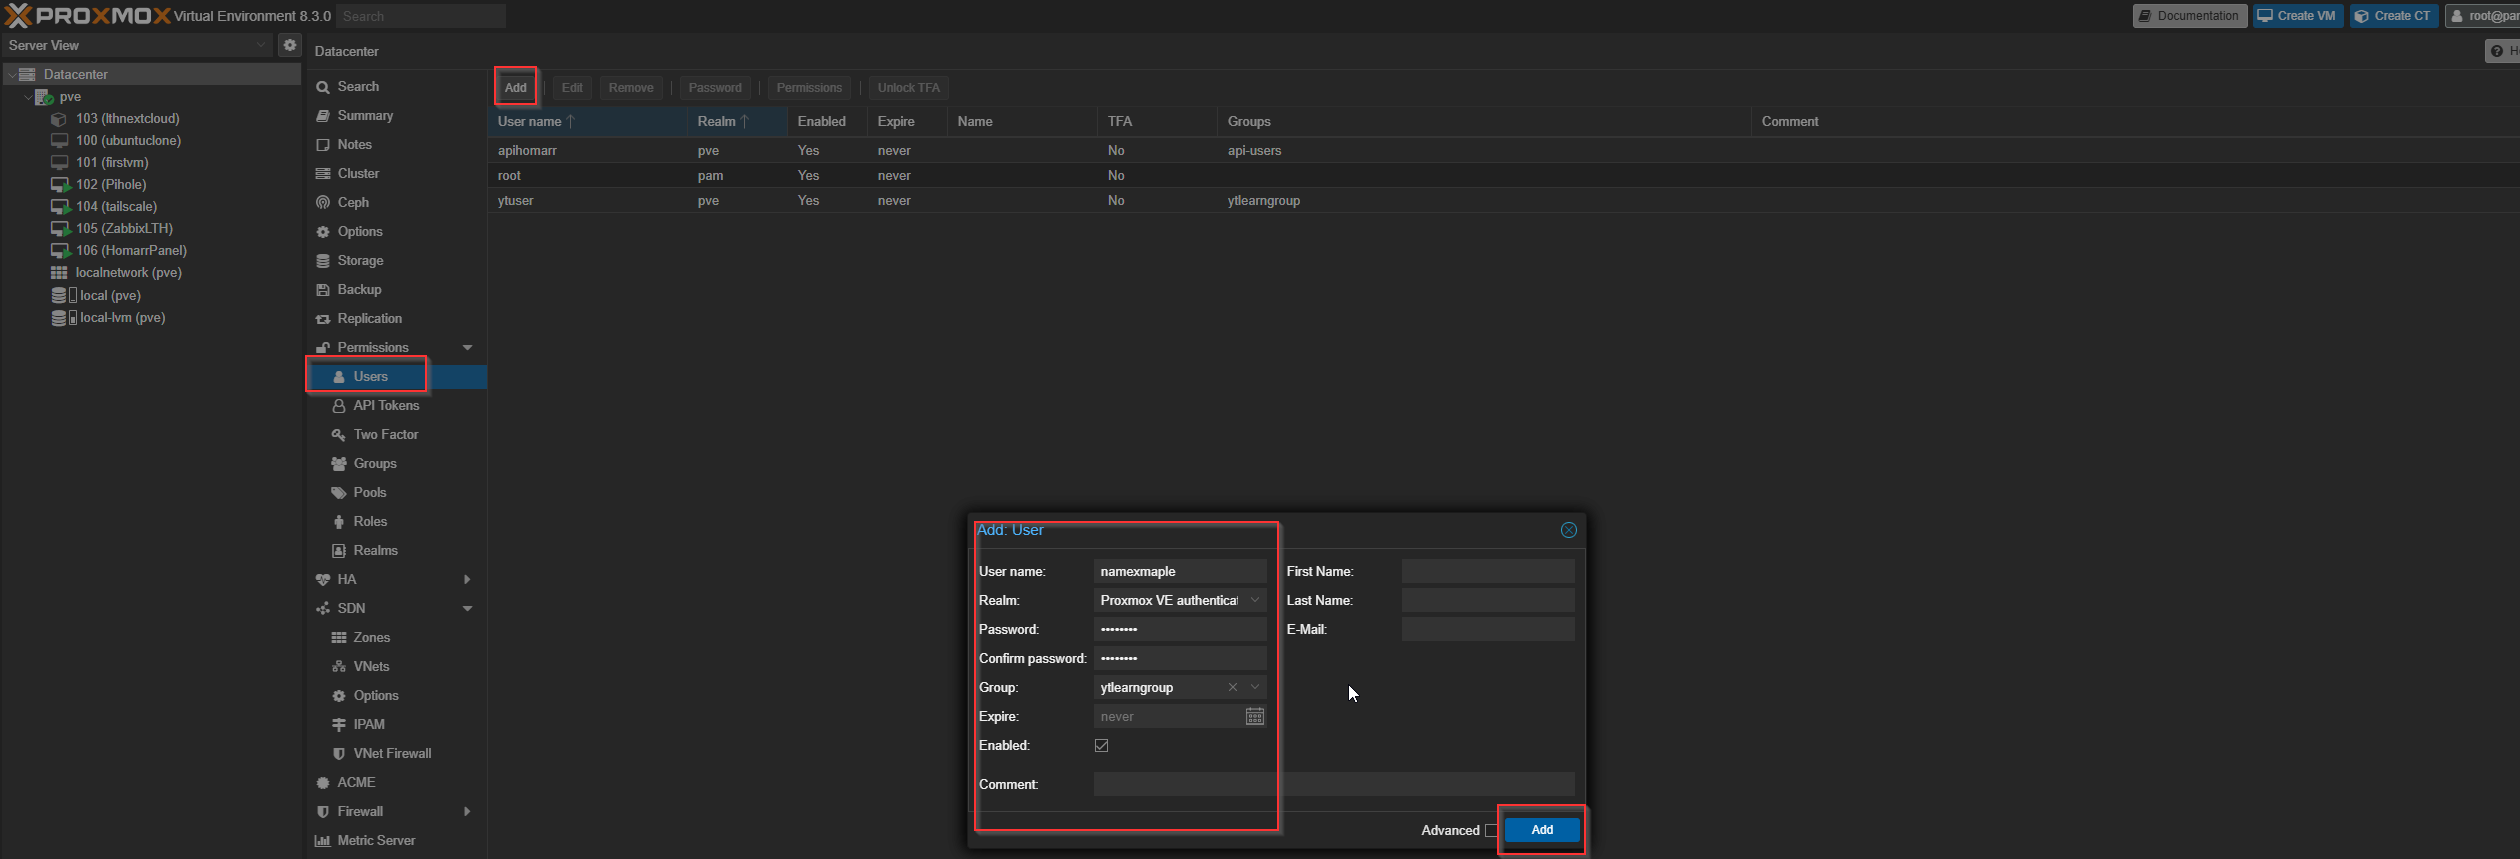 PROXMOX Virtual Environment 8.3.0 Search
Documentation Create VM Create CT root@pam
Server View
Datacenter
pve
103 (lthnextcloud)
100 (ubuntuclone)
101 (firstvm)
102 (Pihole)
104 (tailscale)
105 (ZabbixLTH)
106 (HomarrPanel)
localnetwork (pve)
local (pve)
local-lvm (pve)
Datacenter
Search
Summary
Notes
Cluster
Ceph
Options
Storage
Backup
Replication
Permissions
Users
API Tokens
Two Factor
Groups
Pools
Roles
Realms
HA
SDN
Zones
VNets
Options
IPAM
VNet Firewall
ACME
Firewall
Metric Server
Add Edit Remove Password Permissions Unlock TFA
User name Realm Enabled Expire Name TFA Groups Comment
apihomarr pve Yes never No api-users
root pam Yes never No
ytuser pve Yes never No ytlearngroup
Add: User
User name: namexmaple First Name:
Realm: Proxmox VE authenticat Last Name:
Password: •••••••• E-Mail:
Confirm password: ••••••••
Group: ytlearngroup
Expire: never
Enabled:
Comment:
Advanced Add